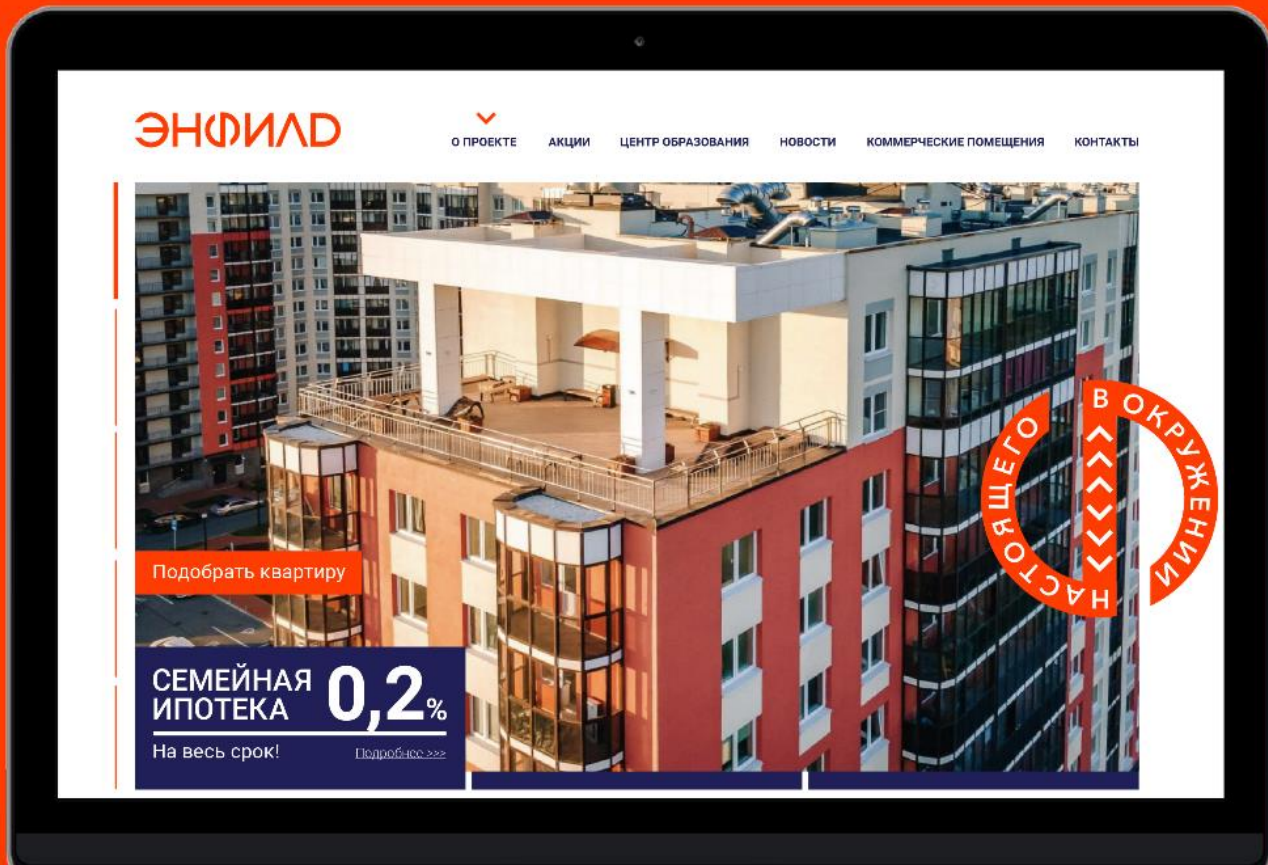 ЭНФИЛD
О ПРОЕКТЕ АКЦИИ ЦЕНТР ОБРАЗОВАНИЯ НОВОСТИ КОММЕРЧЕСКИЕ ПОМЕЩЕНИЯ КОНТАКТЫ
В ОКРУЖЕНИИ
НАСТОЯЩЕГО
Подобрать квартиру
СЕМЕЙНАЯ
ИПОТЕКА 0,2%
На весь срок! Подробнее >>>